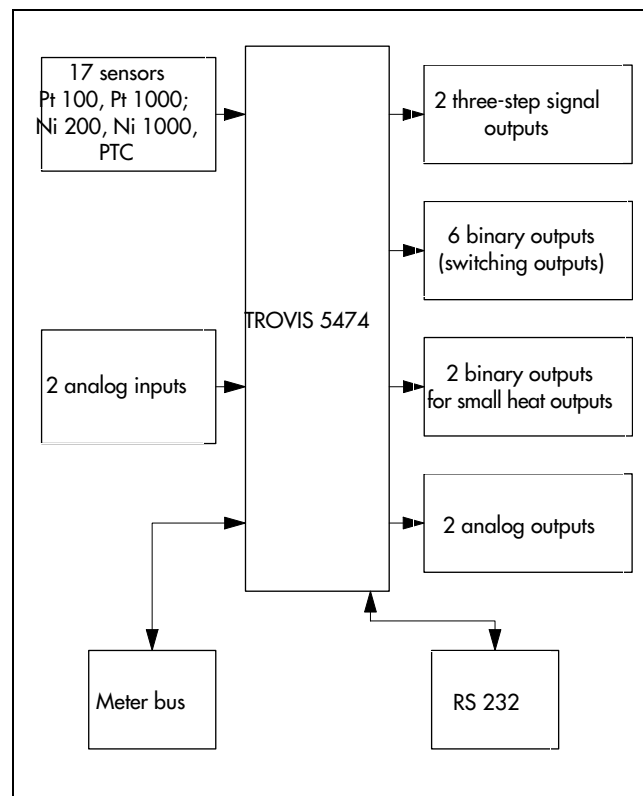 17 sensors
Pt 100, Pt 1000;
Ni 200, Ni 1000,
PTC
2 three-step signal
outputs
6 binary outputs
(switching outputs)
TROVIS 5474
2 analog inputs
2 binary outputs
for small heat outputs
2 analog outputs
Meter bus
RS 232